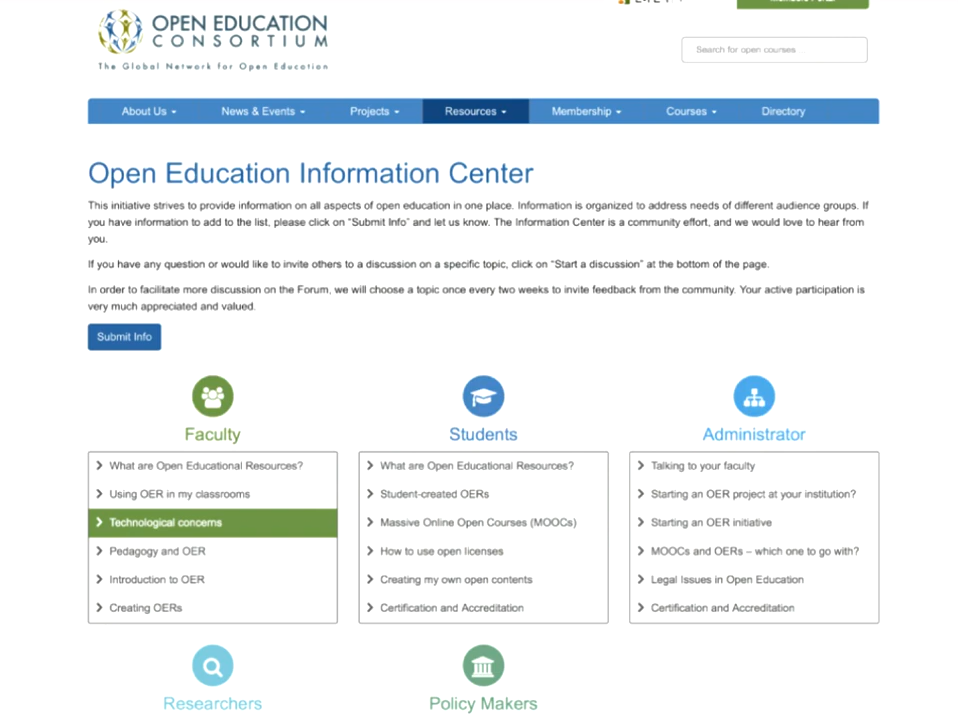 OPEN EDUCATION
CONSORTIUM
The Global Network for Open Education
Search for open courses
About Us
News & Events
Projects
Resources
Membership
Courses
Directory
Open Education Information Center
This initiative strives to provide information on all aspects of open education in one place. Information is organized to address needs of different audience groups. If
you have information to add to the list, please click on "Submit Info" and let us know. The Information Center is a community effort, and we would love to hear from
you.
If you have any question or would like to invite others to a discussion on a specific topic, click on "Start a discussion" at the bottom of the page.
In order to facilitate more discussion on the Forum, we will choose a topic once every two weeks to invite feedback from the community. Your active participation is
very much appreciated and valued.
Submit Info
Faculty
What are Open Educational Resources?
Using OER in my classrooms
Technological concerns
Pedagogy and OER
Introduction to OER
Creating OERs
Students
What are Open Educational Resources?
Student-created OERs
Massive Online Open Courses (MOOCs)
How to use open licenses
Creating my own open contents
Certification and Accreditation
Administrator
Talking to your faculty
Starting an OER project at your institution?
Starting an OER initiative
MOOCs and OERs – which one to go with?
Legal Issues in Open Education
Certification and Accreditation
Researchers
Policy Makers